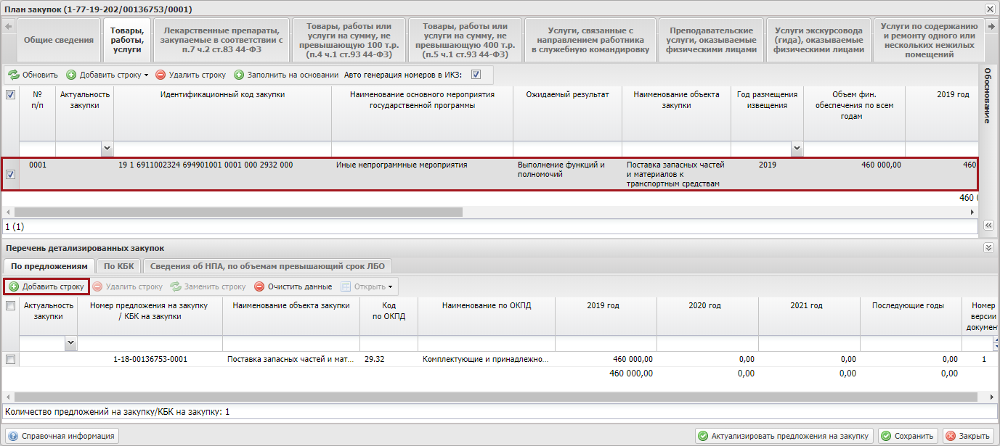 План закупок (1-77-19-202/00136753/0001)
Общие сведения
Товары, работы, услуги
Лекарственные препараты, закупаемые в соответствии с п.7 ч.2 ст.83 44-ФЗ
Товары, работы или услуги на сумму, не превышающую 100 т.р. (п.4 ч.1 ст.93 44-ФЗ)
Товары, работы или услуги на сумму, не превышающую 400 т.р. (п.5 ч.1 ст.93 44-ФЗ)
Услуги, связанные с направлением работника в служебную командировку
Преподавательские услуги, оказываемые физическими лицами
Услуги экскурсовода (гида), оказываемые физическими лицами
Услуги по содержанию и ремонту одного или нескольких нежилых помещений
Обновить Добавить строку Удалить строку Заполнить на основании Авто генерация номеров в ИКЗ:
Обоснование
№ п/п
Актуальность закупки
Идентификационный код закупки
Наименование основного мероприятия государственной программы
Ожидаемый результат
Наименование объекта закупки
Год размещения извещения
Объем фин. обеспечения по всем годам
2019 год
0001
19 1 6911002324 694901001 0001 000 2932 000
Иные непрограммные мероприятия
Выполнение функций и полномочий
Поставка запасных частей и материалов к транспортным средствам
2019
460 000,00
460
460
1 (1)
Перечень детализированных закупок
По предложениям
По КБК
Сведения об НПА, по объемам превышающий срок ЛБО
Добавить строку Удалить строку Заменить строку Очистить данные Открыть
Актуальность закупки
Номер предложения на закупку / КБК на закупки
Наименование объекта закупки
Код по ОКПД
Наименование по ОКПД
2019 год
2020 год
2021 год
Последующие годы
Номер версии докумен
1-18-00136753-0001
Поставка запасных частей и мат...
29.32
Комплектующие и принадлежно...
460 000,00
0,00
0,00
0,00
1
460 000,00
0,00
0,00
0,00
Количество предложений на закупку/КБК на закупку: 1
Справочная информация
Актуализировать предложения на закупку
Сохранить
Закрыть